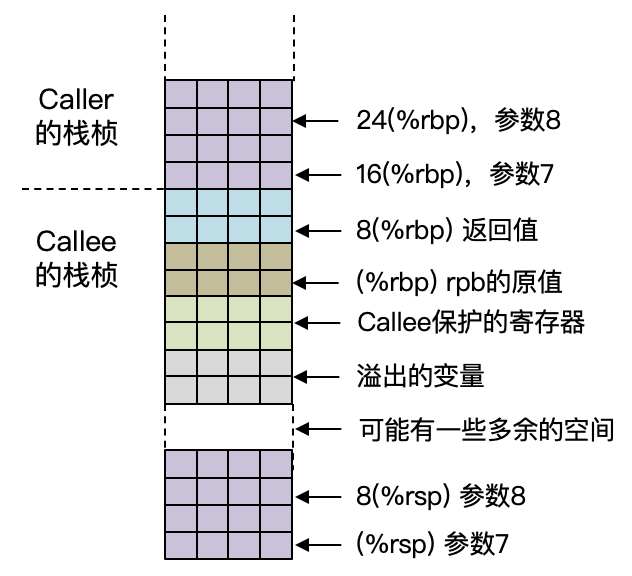 Caller
的栈桢
24(%rbp)，参数8
16(%rbp)，参数7
Callee
的栈桢
8(%rbp) 返回值
(%rbp) rpb的原值
Callee保护的寄存器
溢出的变量
可能有一些多余的空间
8(%rsp) 参数8
(%rsp) 参数7